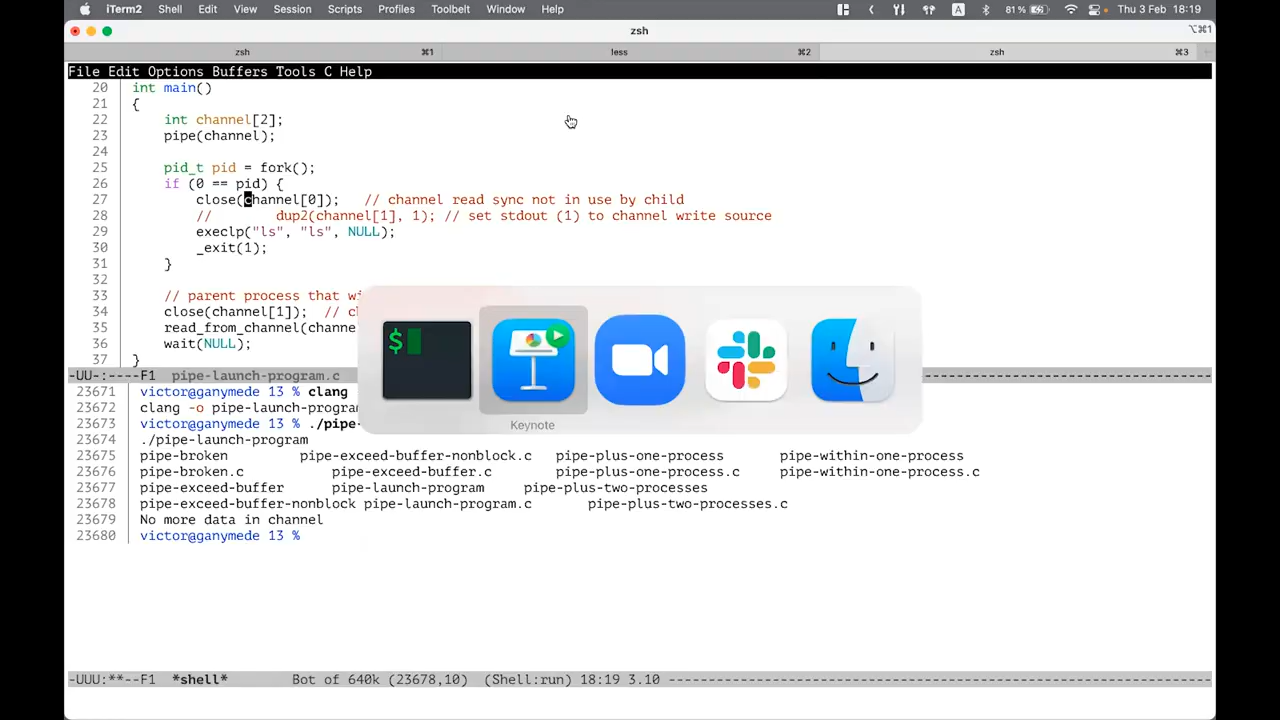 iTerm2 Shell Edit View Session Scripts Profiles Toolbelt Window Help A 81% Thu 3 Feb 18:19
zsh ⌥⌘1
zsh ⌘1 less ⌘2 zsh ⌘3
File Edit Options Buffers Tools C Help
20 int main()
21 {
22 int channel[2];
23 pipe(channel);
24
25 pid_t pid = fork();
26 if (0 == pid) {
27 close(channel[0]); // channel read sync not in use by child
28 // dup2(channel[1], 1); // set stdout (1) to channel write source
29 execlp("ls", "ls", NULL);
30 _exit(1);
31 }
32
33 // parent process that wi
34 close(channel[1]); // c
35 read_from_channel(channe
36 wait(NULL);
37 }
$
Keynote
-UU-:----F1 pipe-launch-program.c
23671 victor@ganymede 13 % clang
23672 clang -o pipe-launch-program
23673 victor@ganymede 13 % ./pipe-
23674 ./pipe-launch-program
23675 pipe-broken pipe-exceed-buffer-nonblock.c pipe-plus-one-process pipe-within-one-process
23676 pipe-broken.c pipe-exceed-buffer.c pipe-plus-one-process.c pipe-within-one-process.c
23677 pipe-exceed-buffer pipe-launch-program pipe-plus-two-processes
23678 pipe-exceed-buffer-nonblock pipe-launch-program.c pipe-plus-two-processes.c
23679 No more data in channel
23680 victor@ganymede 13 %
-UUU:**--F1 *shell* Bot of 640k (23678,10) (Shell:run) 18:19 3.10 --------------------------------------------------------------------